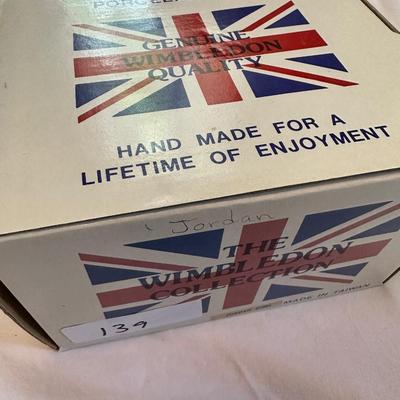 GENUINE
WIMBLEDON
QUALITY
HAND MADE FOR A
LIFETIME OF ENJOYMENT
Jordan
THE
WIMBLEDON
COLLECTION
MADE IN TAIWAN
139